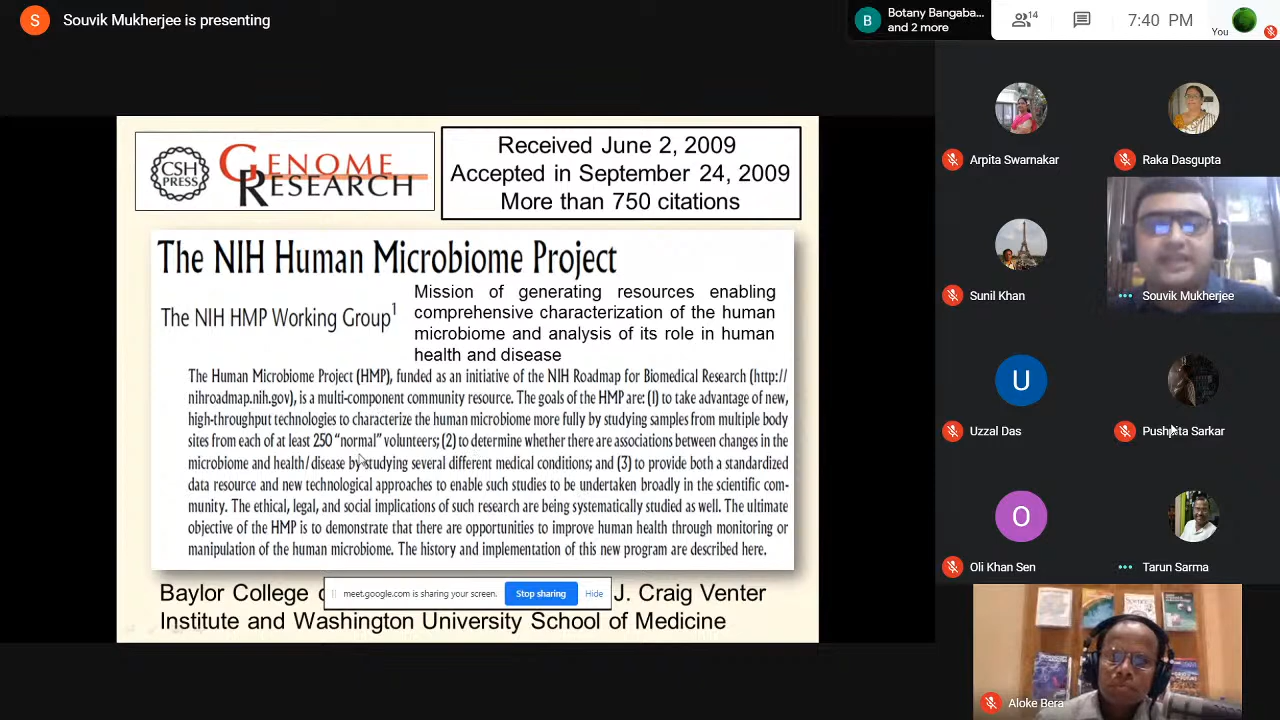 S
Souvik Mukherjee is presenting
B
Botany Bangaba...
and 2 more
14
7:40 PM
You
CSH
PRESS
GENOME
RESEARCH
Received June 2, 2009
Accepted in September 24, 2009
More than 750 citations
The NIH Human Microbiome Project
The NIH HMP Working Group1
Mission of generating resources enabling
comprehensive characterization of the human
microbiome and analysis of its role in human
health and disease
The Human Microbiome Project (HMP), funded as an initiative of the NIH Roadmap for Biomedical Research (http://
nihroadmap.nih.gov), is a multi-component community resource. The goals of the HMP are: (1) to take advantage of new,
high-throughput technologies to characterize the human microbiome more fully by studying samples from multiple body
sites from each of at least 250 “normal” volunteers; (2) to determine whether there are associations between changes in the
microbiome and health/disease by studying several different medical conditions; and (3) to provide both a standardized
data resource and new technological approaches to enable such studies to be undertaken broadly in the scientific com-
munity. The ethical, legal, and social implications of such research are being systematically studied as well. The ultimate
objective of the HMP is to demonstrate that there are opportunities to improve human health through monitoring or
manipulation of the human microbiome. The history and implementation of this new program are described here.
Baylor College J. Craig Venter
Institute and Washington University School of Medicine
meet.google.com is sharing your screen.
Stop sharing
Hide
Arpita Swarnakar
Raka Dasgupta
Sunil Khan
Souvik Mukherjee
U
Uzzal Das
Pushpita Sarkar
O
Oli Khan Sen
Tarun Sarma
Aloke Bera